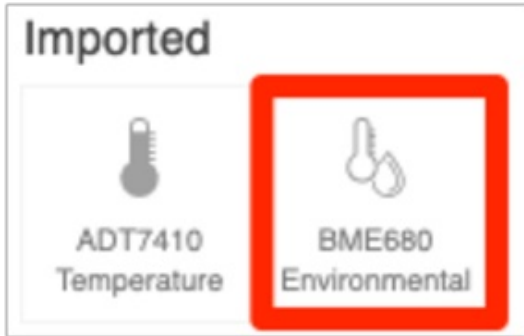 Imported
ADT7410
Temperature
BME680
Environmental